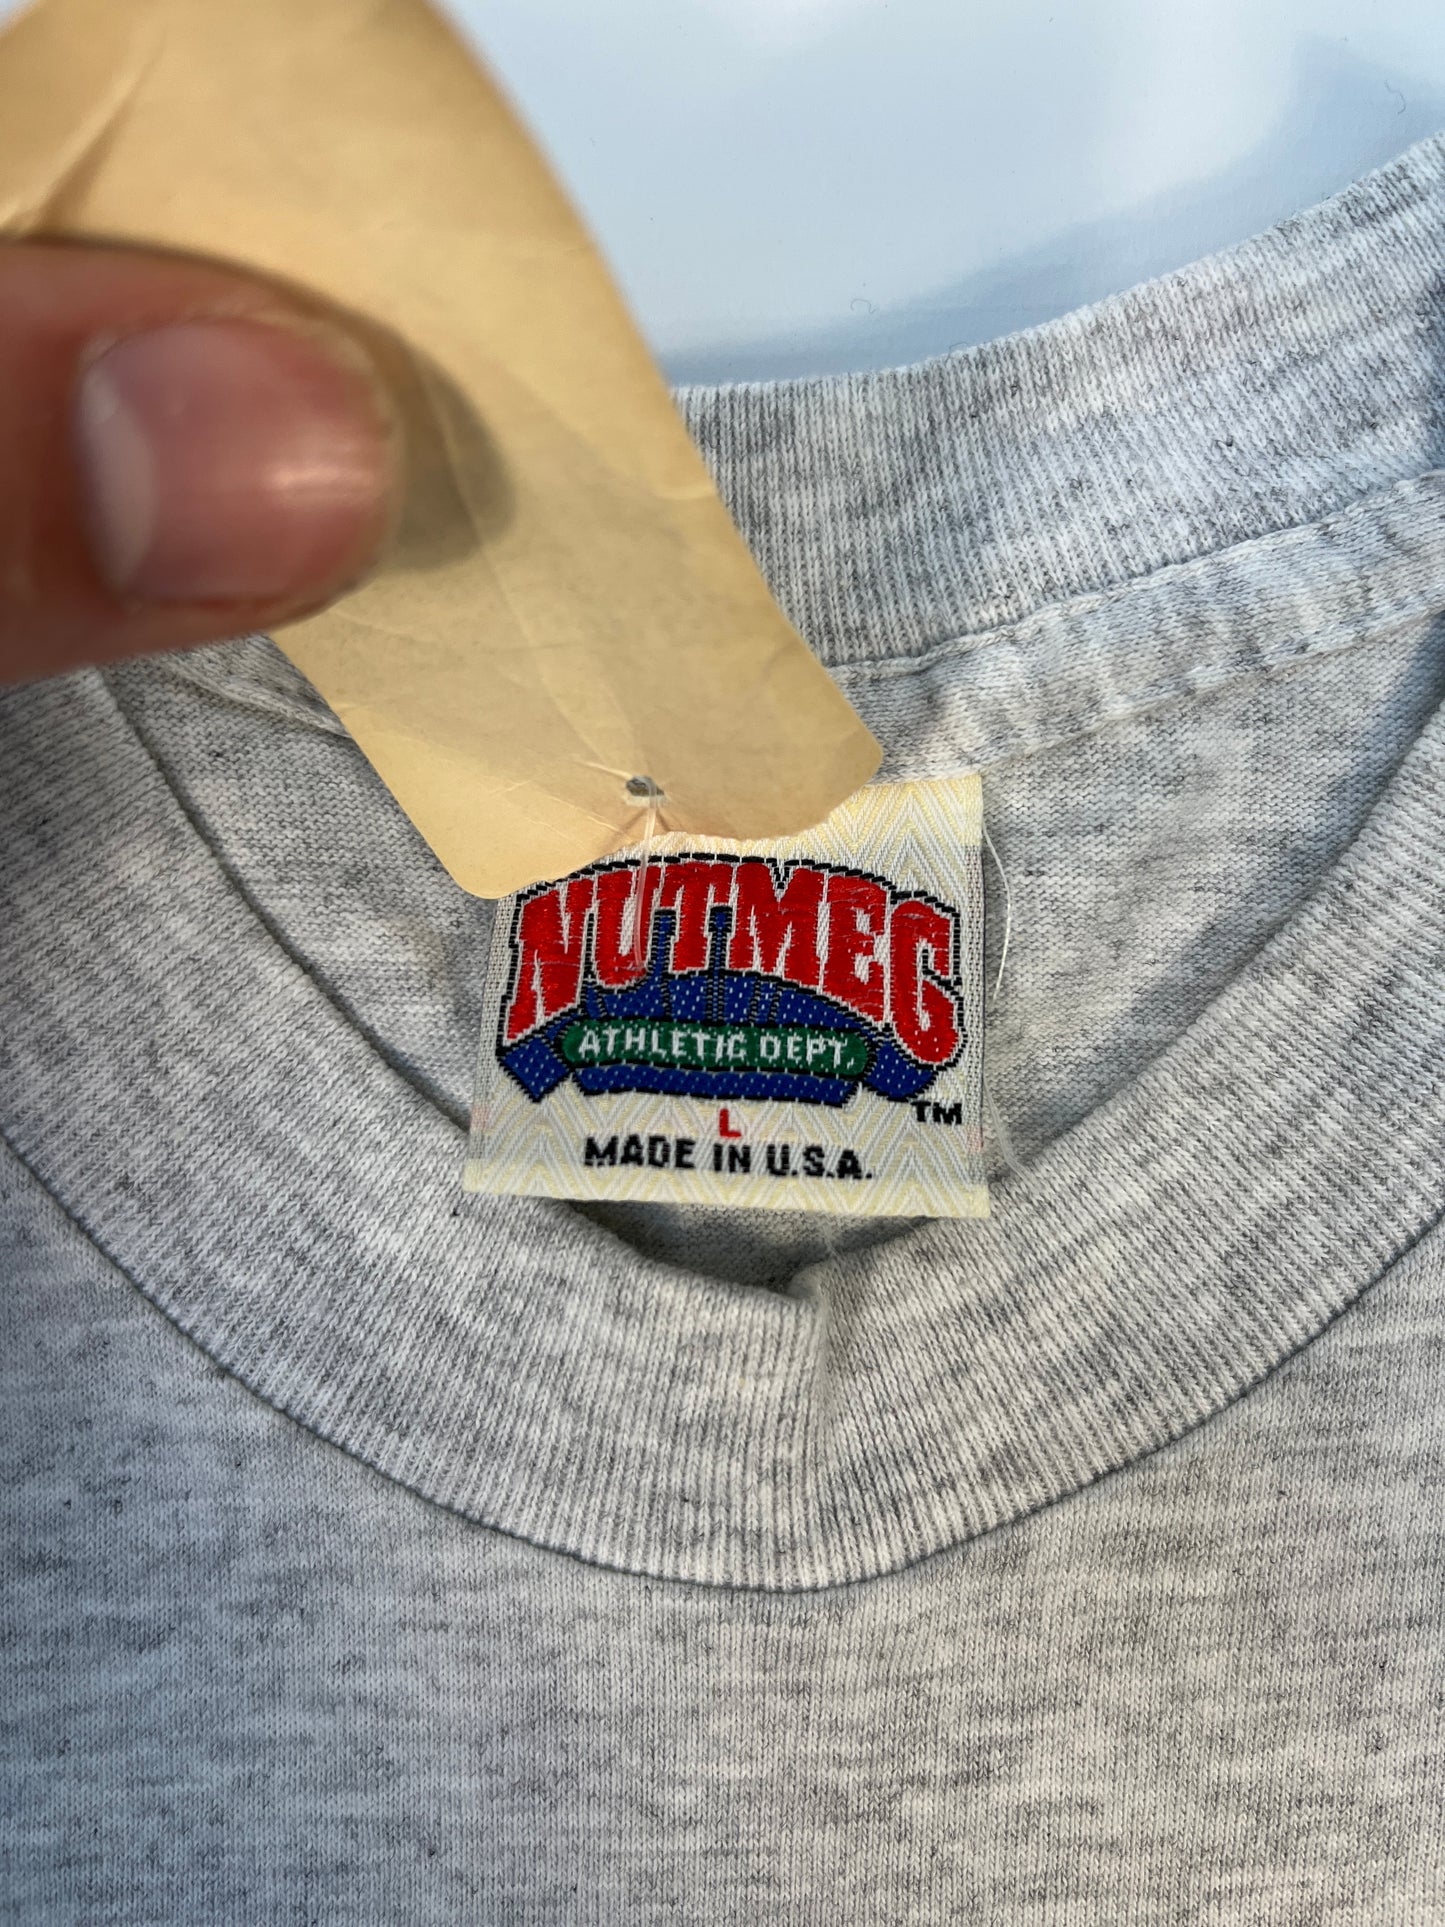 NUTMEG
ATHLETIC DEPT.
TM
L
MADE IN U.S.A.